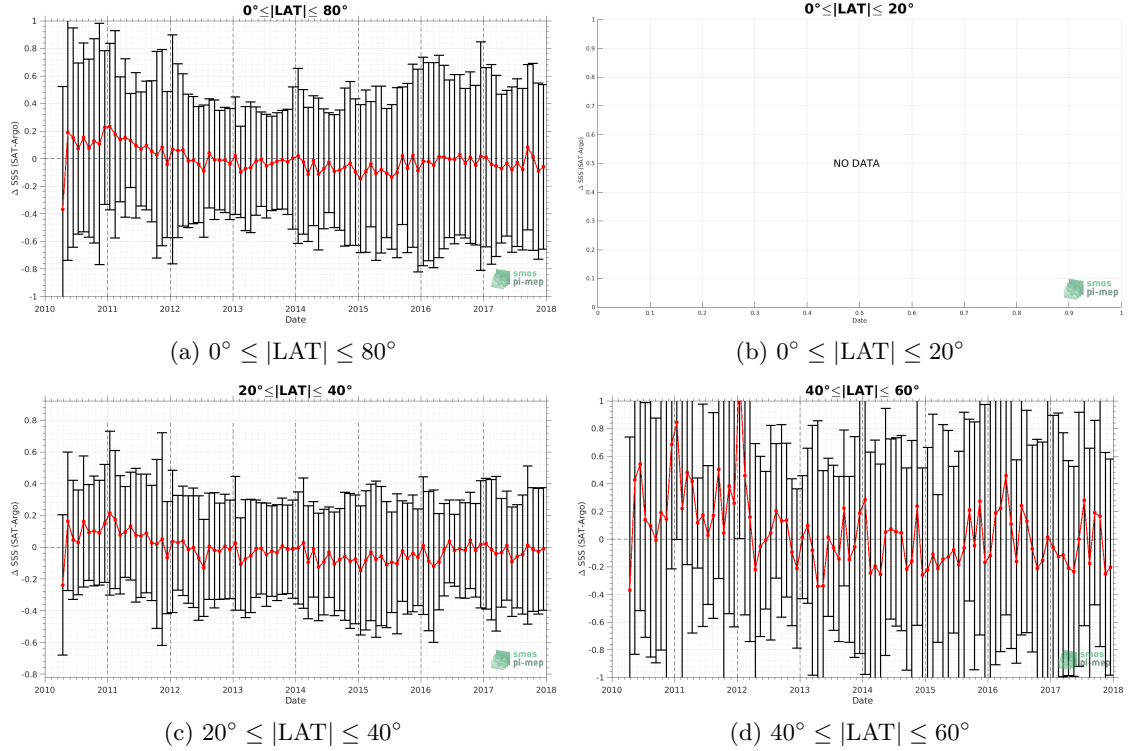 0°≤|LAT|≤ 80°
1
0.8
0.6
0.4
0.2
0
-0.2
-0.4
-0.6
-0.8
-1
Δ SSS (SAT-Argo)
2010 2011 2012 2013 2014 2015 2016 2017 2018
Date
smos
pi-mep
(a) 0° ≤ |LAT| ≤ 80°
0°≤|LAT|≤ 20°
1
0.9
0.8
0.7
0.6
0.5
0.4
0.3
0.2
0.1
0
Δ SSS (SAT-Argo)
NO DATA
0 0.1 0.2 0.3 0.4 0.5 0.6 0.7 0.8 0.9 1
Date
smos
pi-mep
(b) 0° ≤ |LAT| ≤ 20°
20°≤|LAT|≤ 40°
0.8
0.6
0.4
0.2
0
-0.2
-0.4
-0.6
-0.8
Δ SSS (SAT-Argo)
2010 2011 2012 2013 2014 2015 2016 2017 2018
Date
smos
pi-mep
(c) 20° ≤ |LAT| ≤ 40°
40°≤|LAT|≤ 60°
1
0.8
0.6
0.4
0.2
0
-0.2
-0.4
-0.6
-0.8
-1
Δ SSS (SAT-Argo)
2010 2011 2012 2013 2014 2015 2016 2017 2018
Date
smos
pi-mep
(d) 40° ≤ |LAT| ≤ 60°